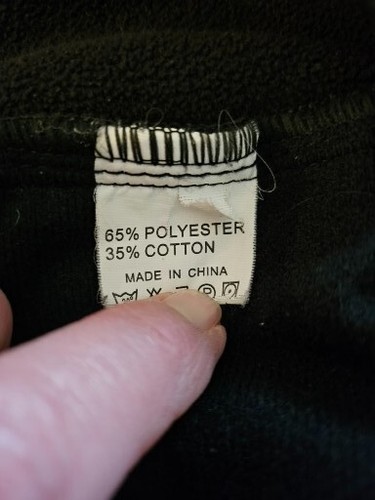 65% POLYESTER
35% COTTON
MADE IN CHINA